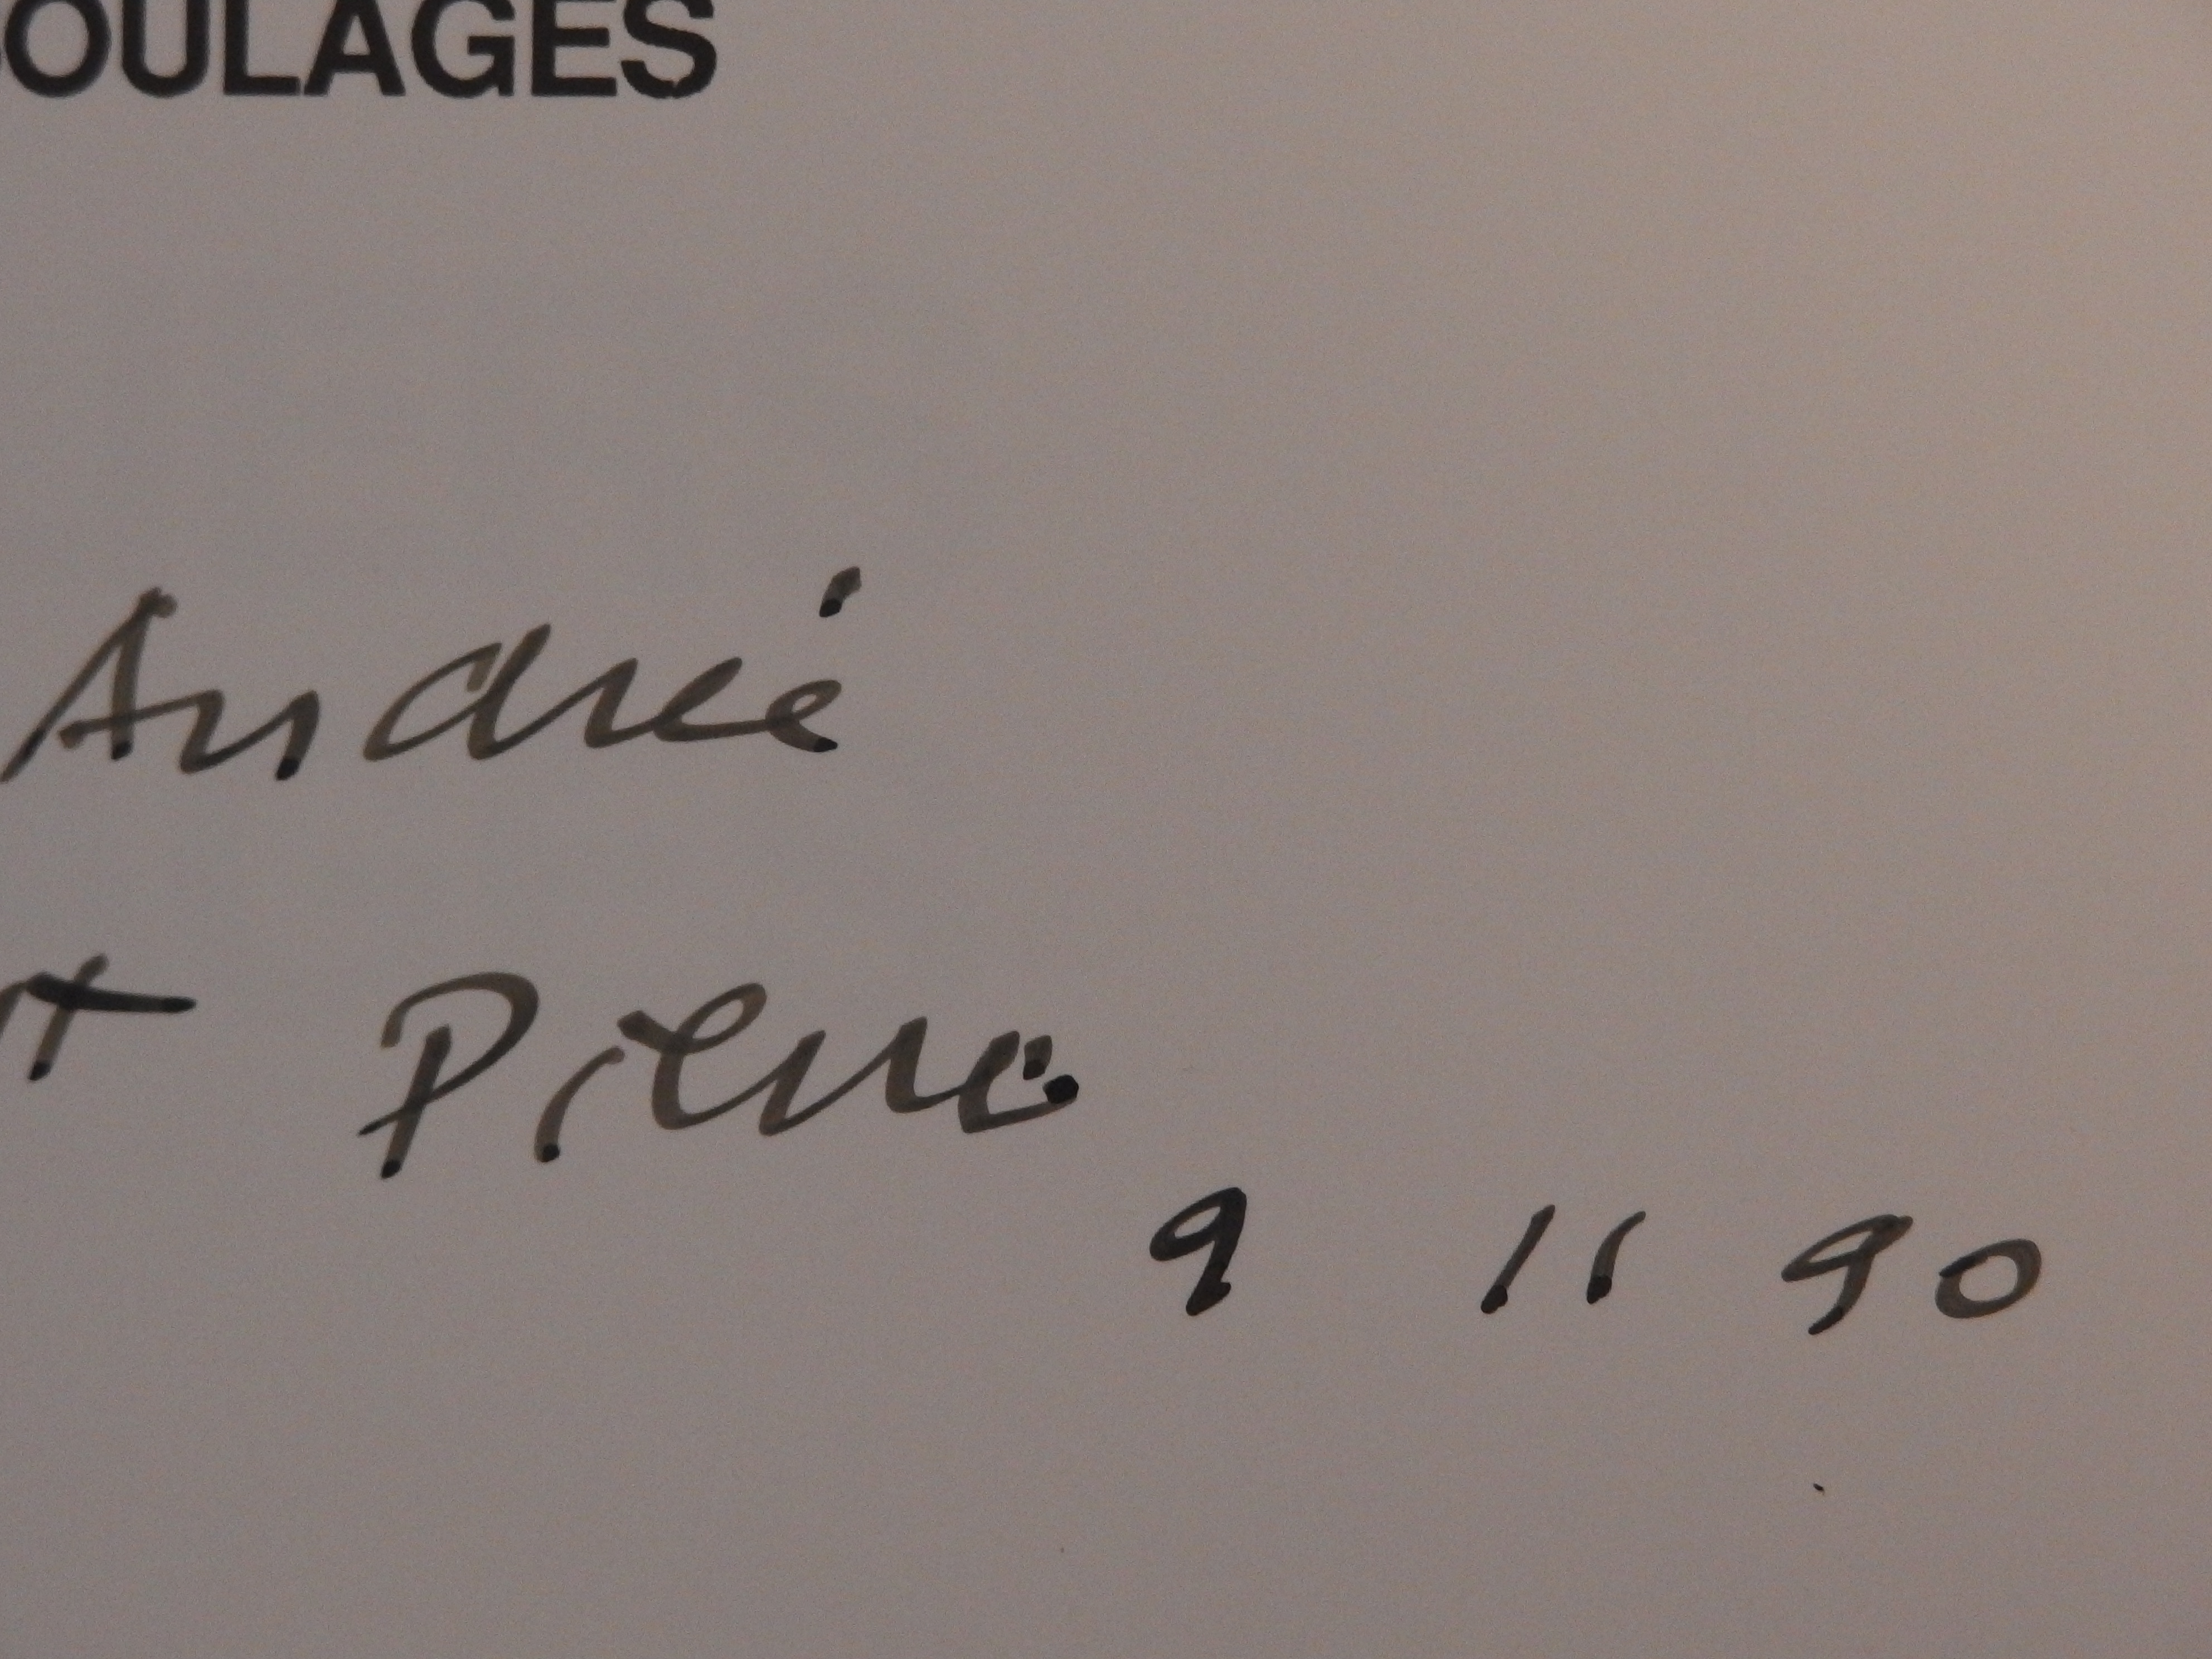 OULAGES
André
t Pierre
9 11 90